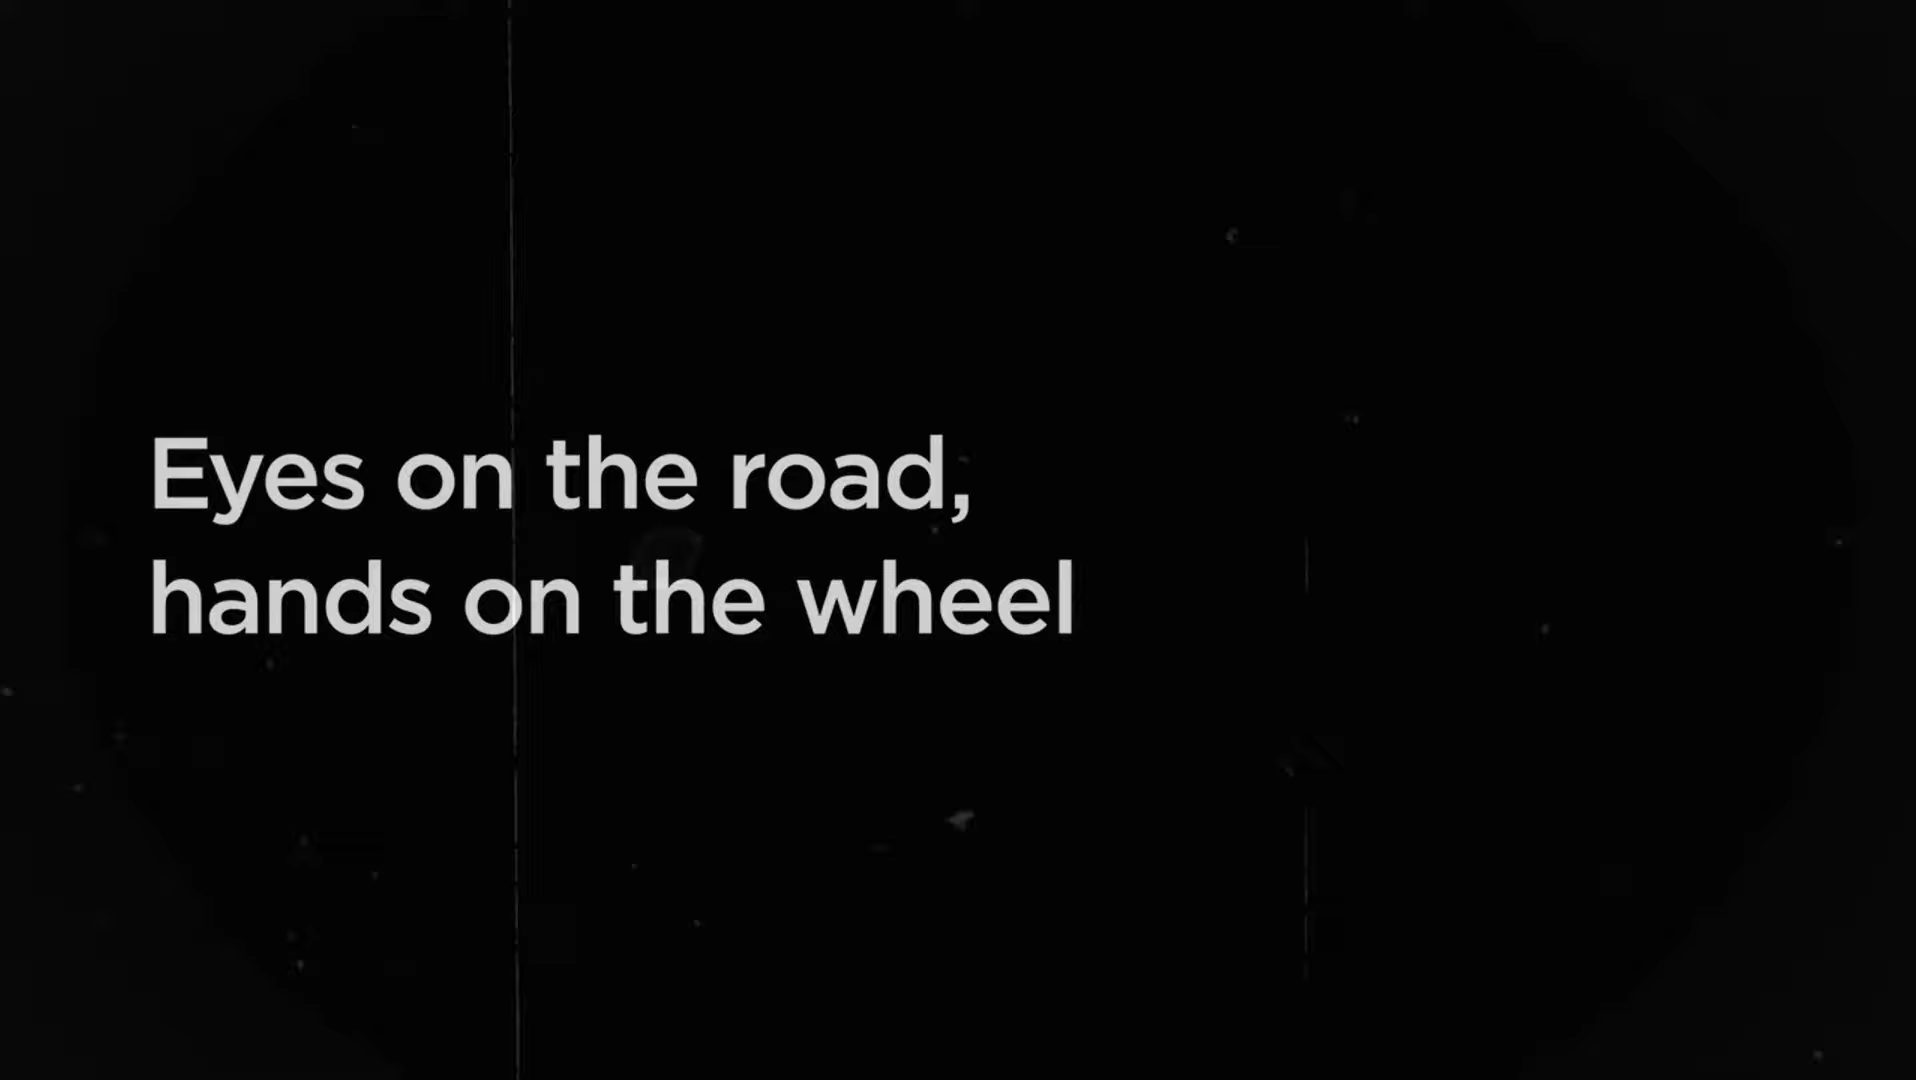 Eyes on the road,
hands on the wheel